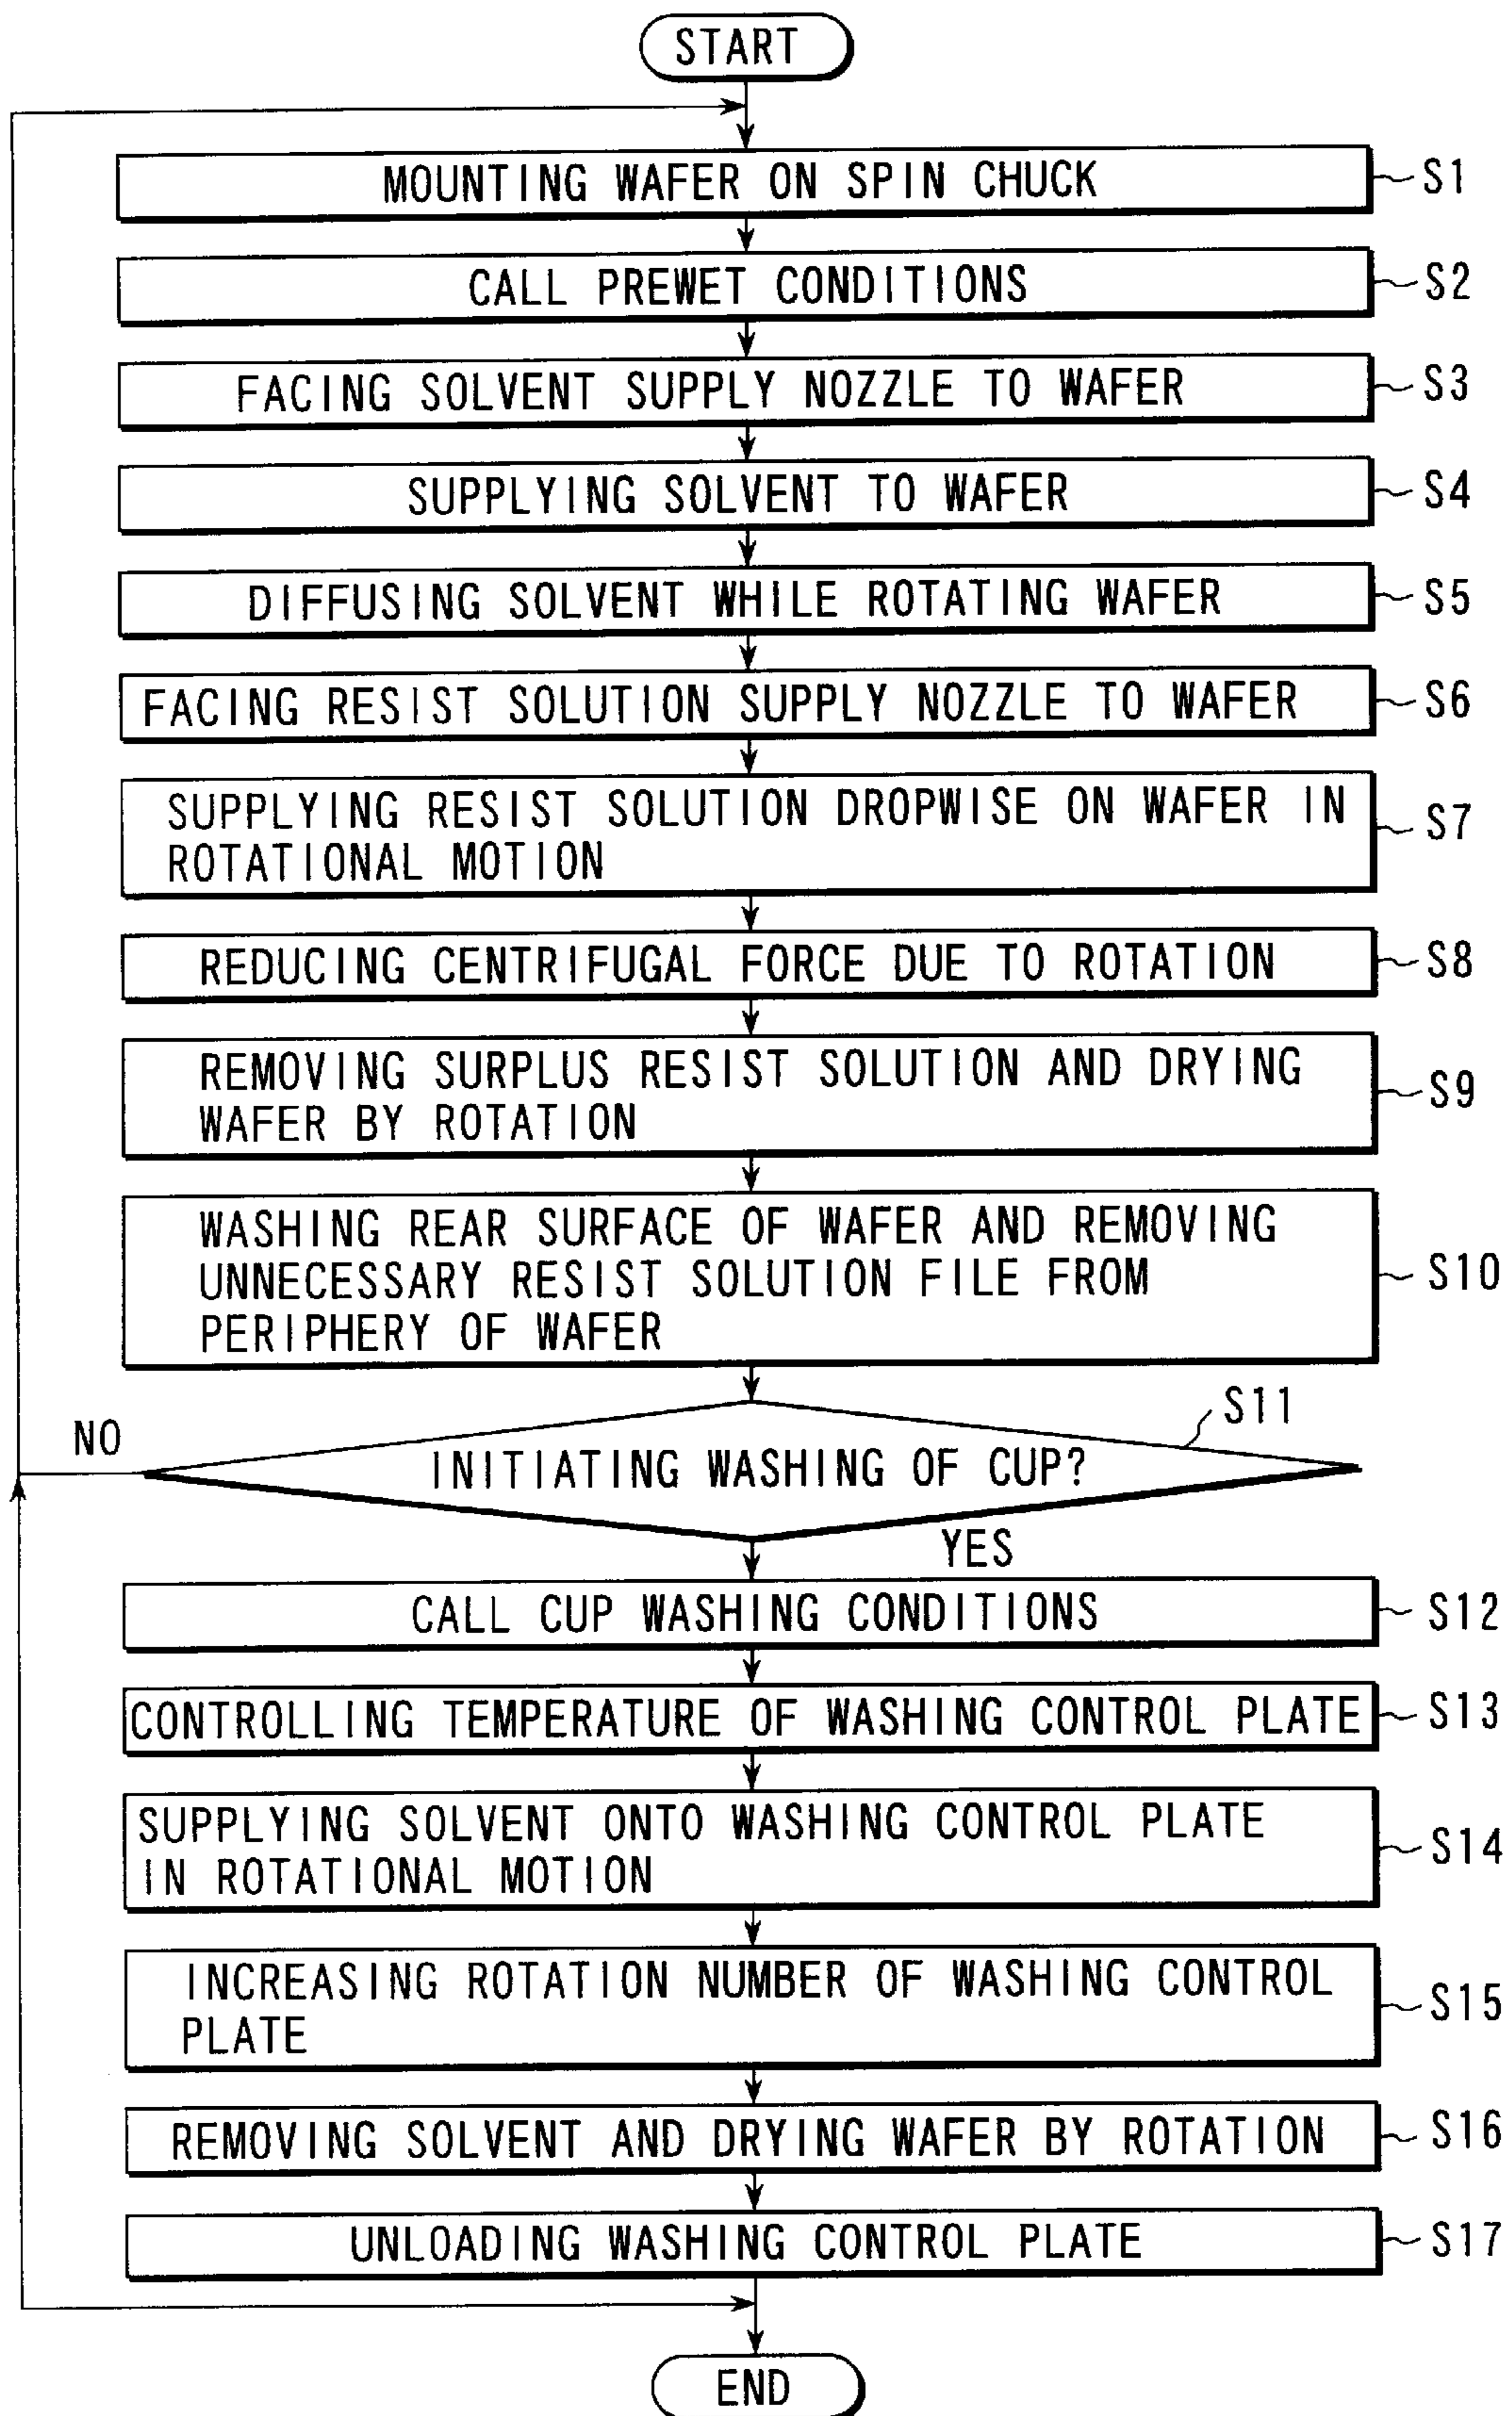 START
MOUNTING WAFER ON SPIN CHUCK
S1
CALL PREWET CONDITIONS
S2
FACING SOLVENT SUPPLY NOZZLE TO WAFER
S3
SUPPLYING SOLVENT TO WAFER
S4
DIFFUSING SOLVENT WHILE ROTATING WAFER
S5
FACING RESIST SOLUTION SUPPLY NOZZLE TO WAFER
S6
SUPPLYING RESIST SOLUTION DROPWISE ON WAFER IN
ROTATIONAL MOTION
S7
REDUCING CENTRIFUGAL FORCE DUE TO ROTATION
S8
REMOVING SURPLUS RESIST SOLUTION AND DRYING
WAFER BY ROTATION
S9
WASHING REAR SURFACE OF WAFER AND REMOVING
UNNECESSARY RESIST SOLUTION FILE FROM
PERIPHERY OF WAFER
S10
S11
NO
INITIATING WASHING OF CUP?
YES
CALL CUP WASHING CONDITIONS
S12
CONTROLLING TEMPERATURE OF WASHING CONTROL PLATE
S13
SUPPLYING SOLVENT ONTO WASHING CONTROL PLATE
IN ROTATIONAL MOTION
S14
INCREASING ROTATION NUMBER OF WASHING CONTROL
PLATE
S15
REMOVING SOLVENT AND DRYING WAFER BY ROTATION
S16
UNLOADING WASHING CONTROL PLATE
S17
END